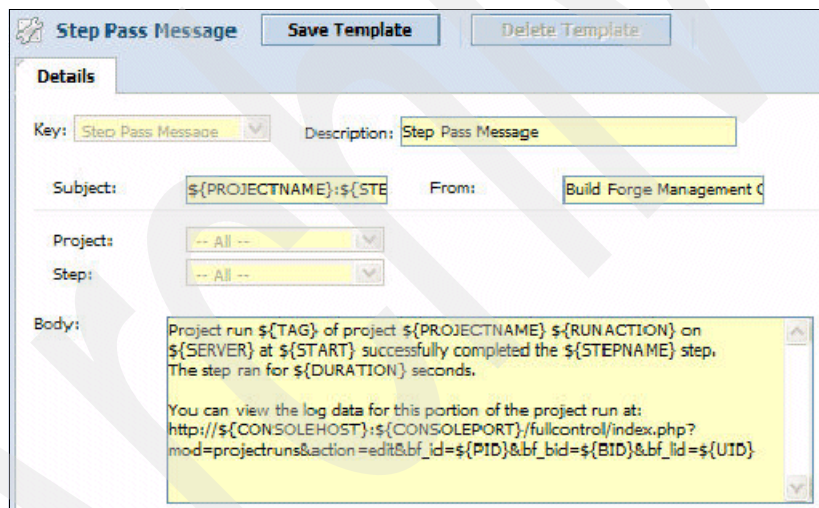 Step Pass Message Save Template Delete Template
Details
Key: Step Pass Message Description: Step Pass Message
Subject: ${PROJECTNAME}:${STE From: Build Forge Management C
Project: -- All --
Step: -- All --
Body:
Project run ${TAG} of project ${PROJECTNAME} ${RUNACTION} on
${SERVER} at ${START} successfully completed the ${STEPNAME} step.
The step ran for ${DURATION} seconds.
You can view the log data for this portion of the project run at:
http://${CONSOLEHOST}:${CONSOLEPORT}/fullcontrol/index.php?
mod=projectruns&action=edit&bf_id=${PID}&bf_bid=${BID}&bf_lid=${UID}